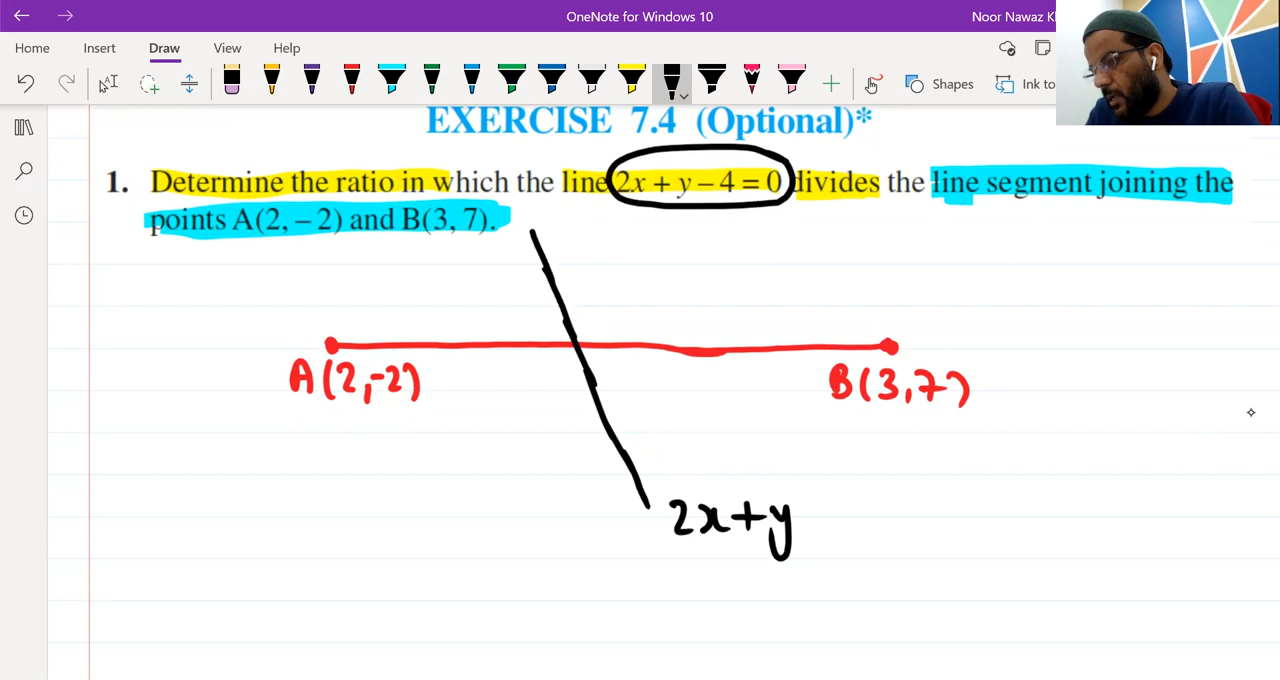 OneNote for Windows 10
Noor Nawaz
Home Insert Draw View Help
Shapes Ink to
EXERCISE 7.4 (Optional)*
1. Determine the ratio in which the line 2x + y – 4 = 0 divides the line segment joining the
points A(2, – 2) and B(3, 7).
A(2,-2) B(3,7)
2x+y